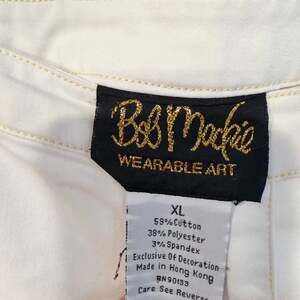 Bob Mackie
WEARABLE ART
XL
59% Cotton
38% Polyester
3% Spandex
Exclusive Of Decoration
Made in Hong Kong
RN90133
Care See Reverse